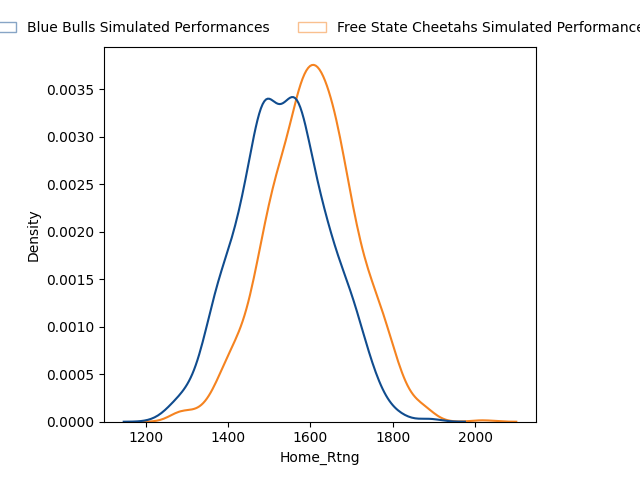 Blue Bulls Simulated Performances
Free State Cheetahs Simulated Performance
0.0035
0.0030
0.0025
0.0020
0.0015
0.0010
0.0005
0.0000
Density
1200 1400 1600 1800 2000
Home_Rtng